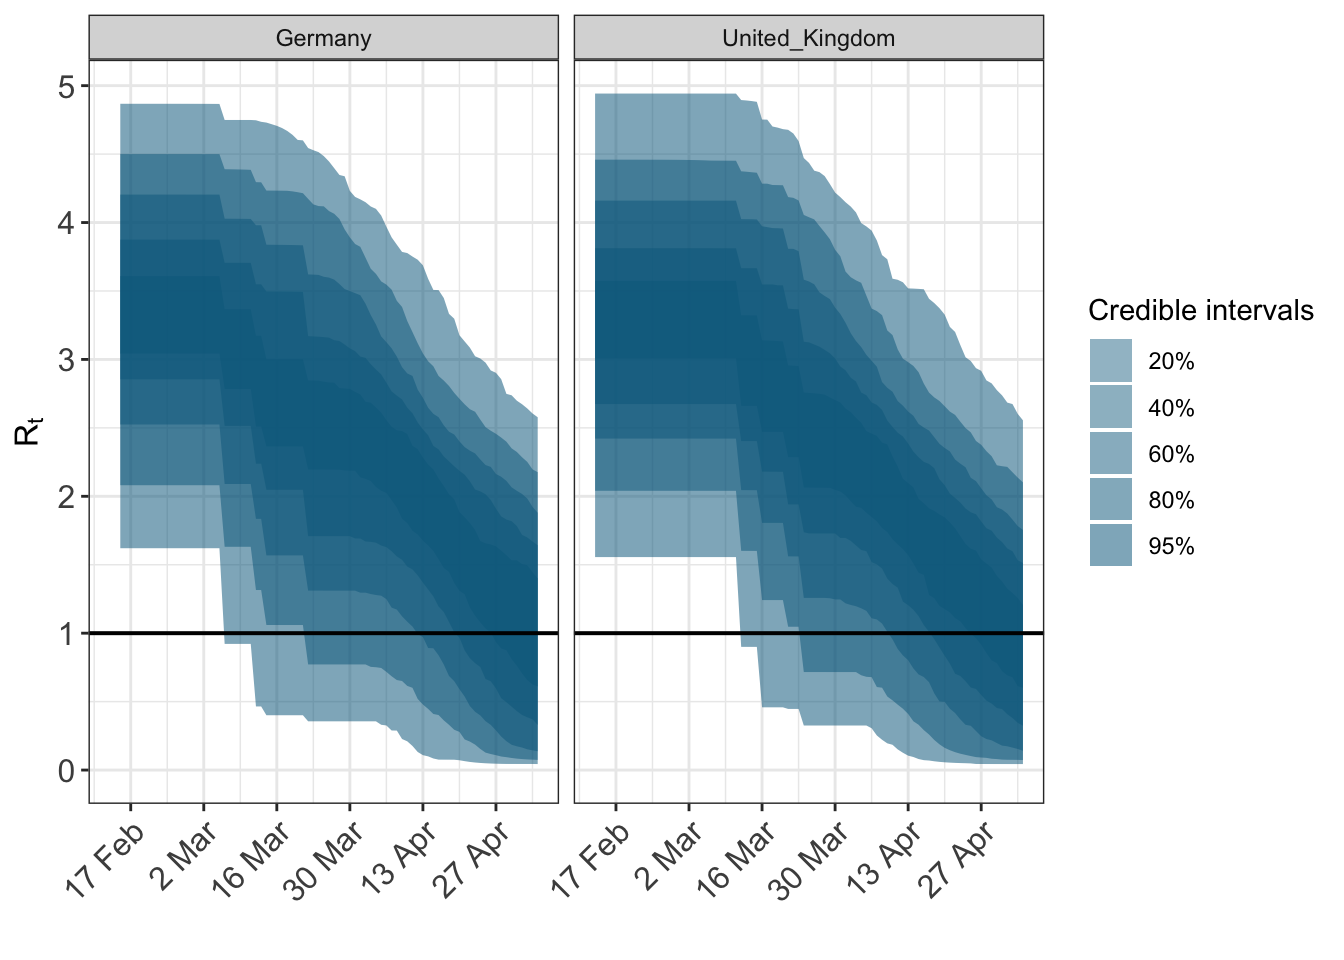 Germany
United_Kingdom
5
4
3
2
1
0
Rt
17 Feb
2 Mar
16 Mar
30 Mar
13 Apr
27 Apr
17 Feb
2 Mar
16 Mar
30 Mar
13 Apr
27 Apr
Credible intervals
20%
40%
60%
80%
95%